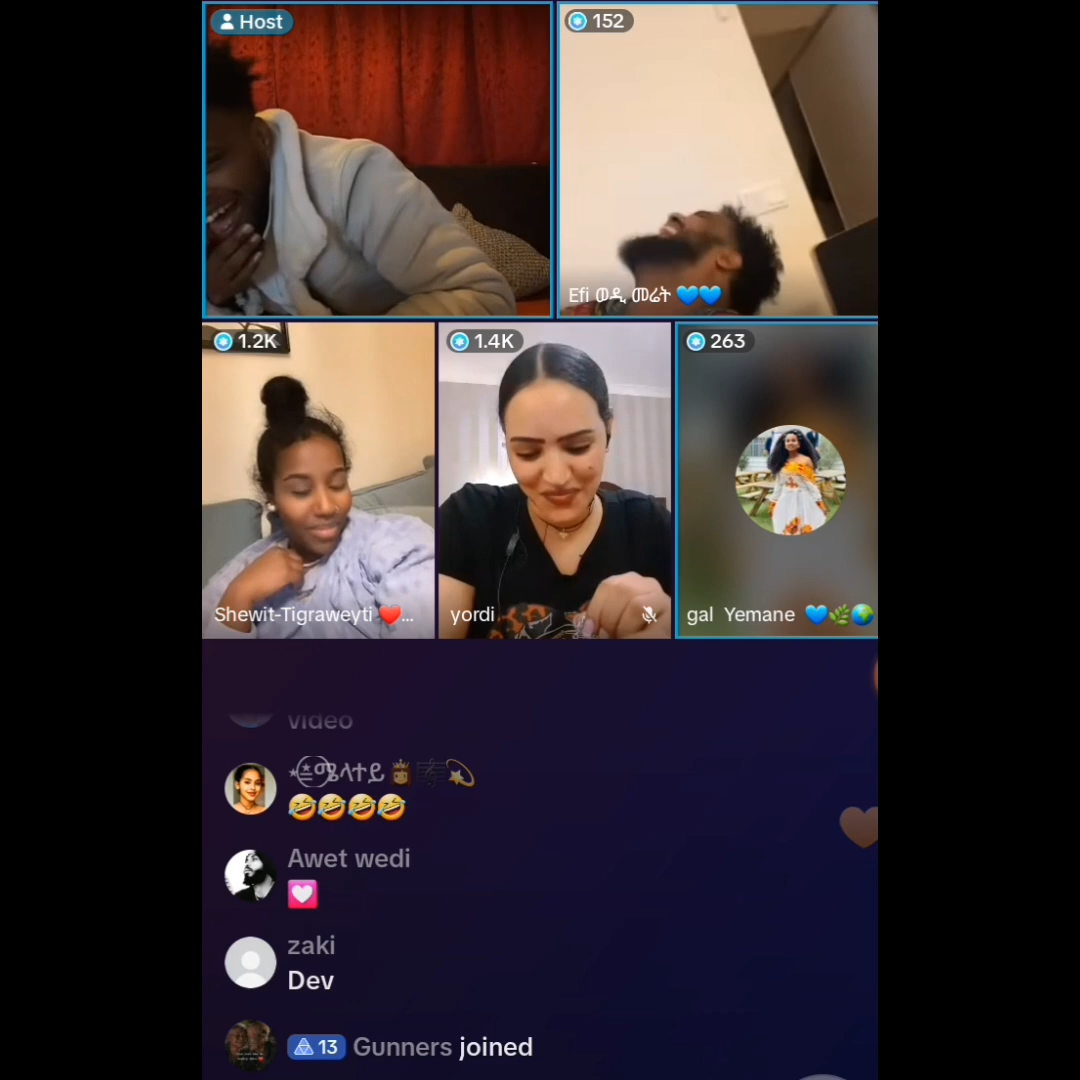 Host
152
Efi ወዲ መሬት 💙💙
1.2K
1.4K
263
Shewit-Tigraweyti ❤️...
yordi
gal Yemane 💙🌿🌍
video
ሚላተይ
🤣🤣🤣🤣
Awet wedi
💟
zaki
Dev
13 Gunners joined